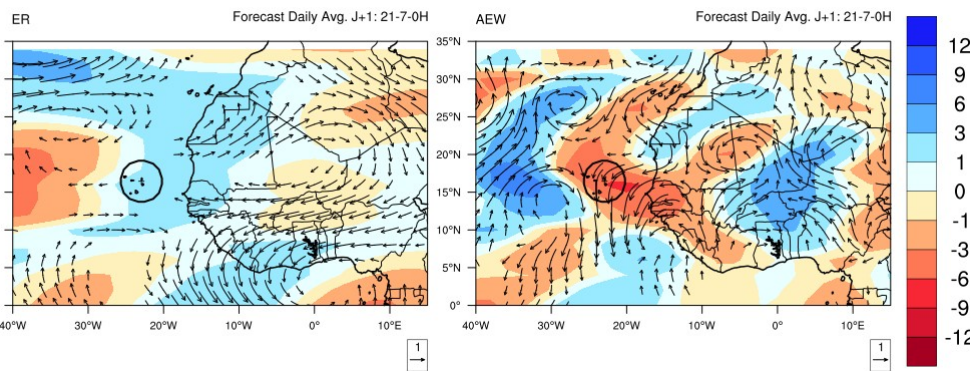 ER Forecast Daily Avg. J+1: 21-7-0H
AEW Forecast Daily Avg. J+1: 21-7-0H
35°N
30°N
25°N
20°N
15°N
10°N
5°N
0°
40°W 30°W 20°W 10°W 0° 10°E
40°W 30°W 20°W 10°W 0° 10°E
1
1
12
9
6
3
1
0
-1
-3
-6
-9
-12